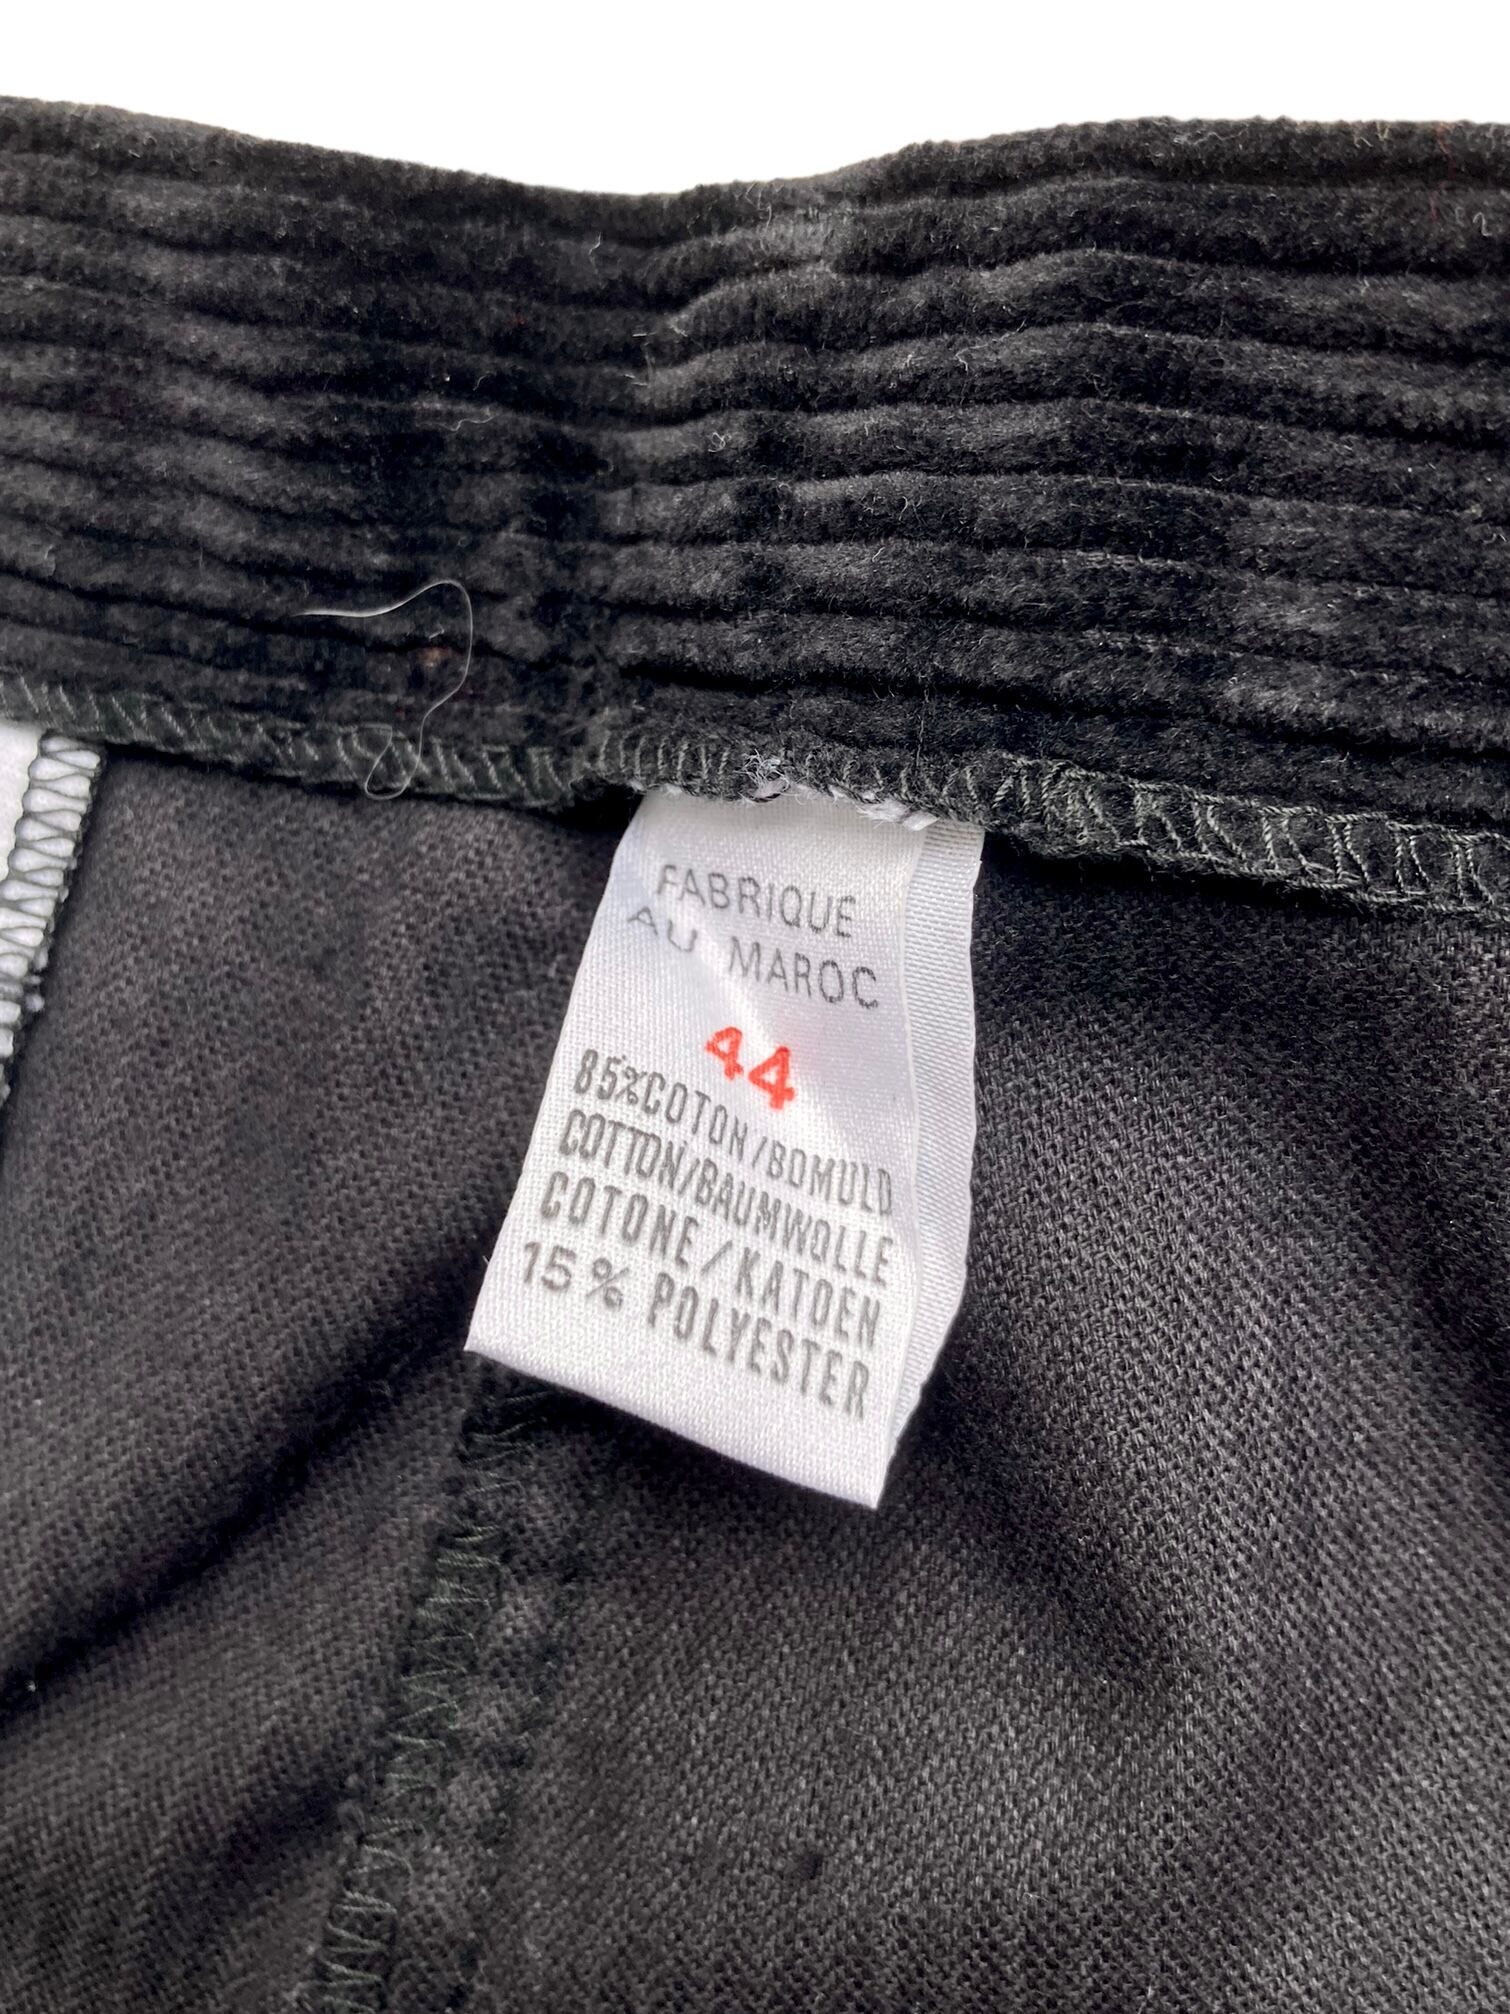 FABRIQUE
AU MAROC
44
85%COTON/BOMULD
COTTON/BAUMWOLLE
COTONE/KATOEN
15% POLYESTER